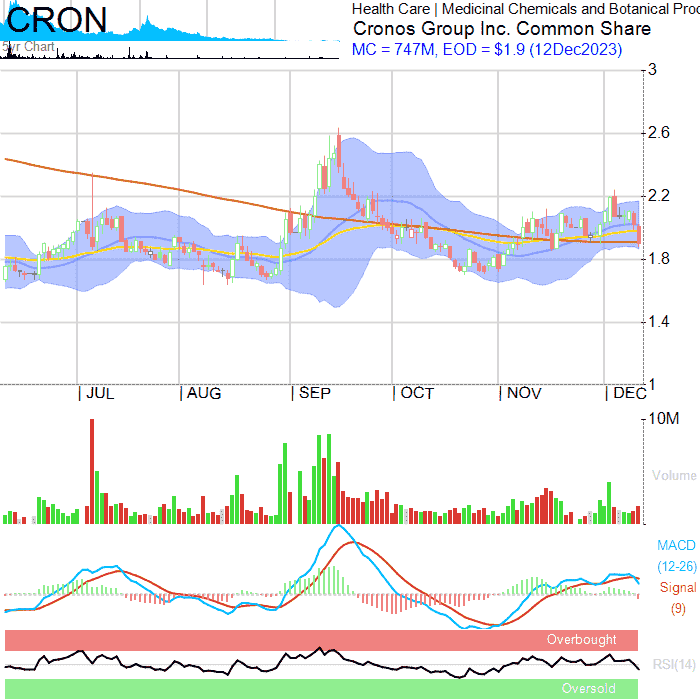 CRON
5yr Chart
Health Care | Medicinal Chemicals and Botanical Proc
Cronos Group Inc. Common Share
MC = 747M, EOD = $1.9 (12Dec2023)
3
2.6
2.2
1.8
1.4
1
| JUL | AUG | SEP | OCT | NOV | DEC
10M
Volume
MACD
(12-26)
Signal
(9)
Overbought
RSI(14)
Oversold